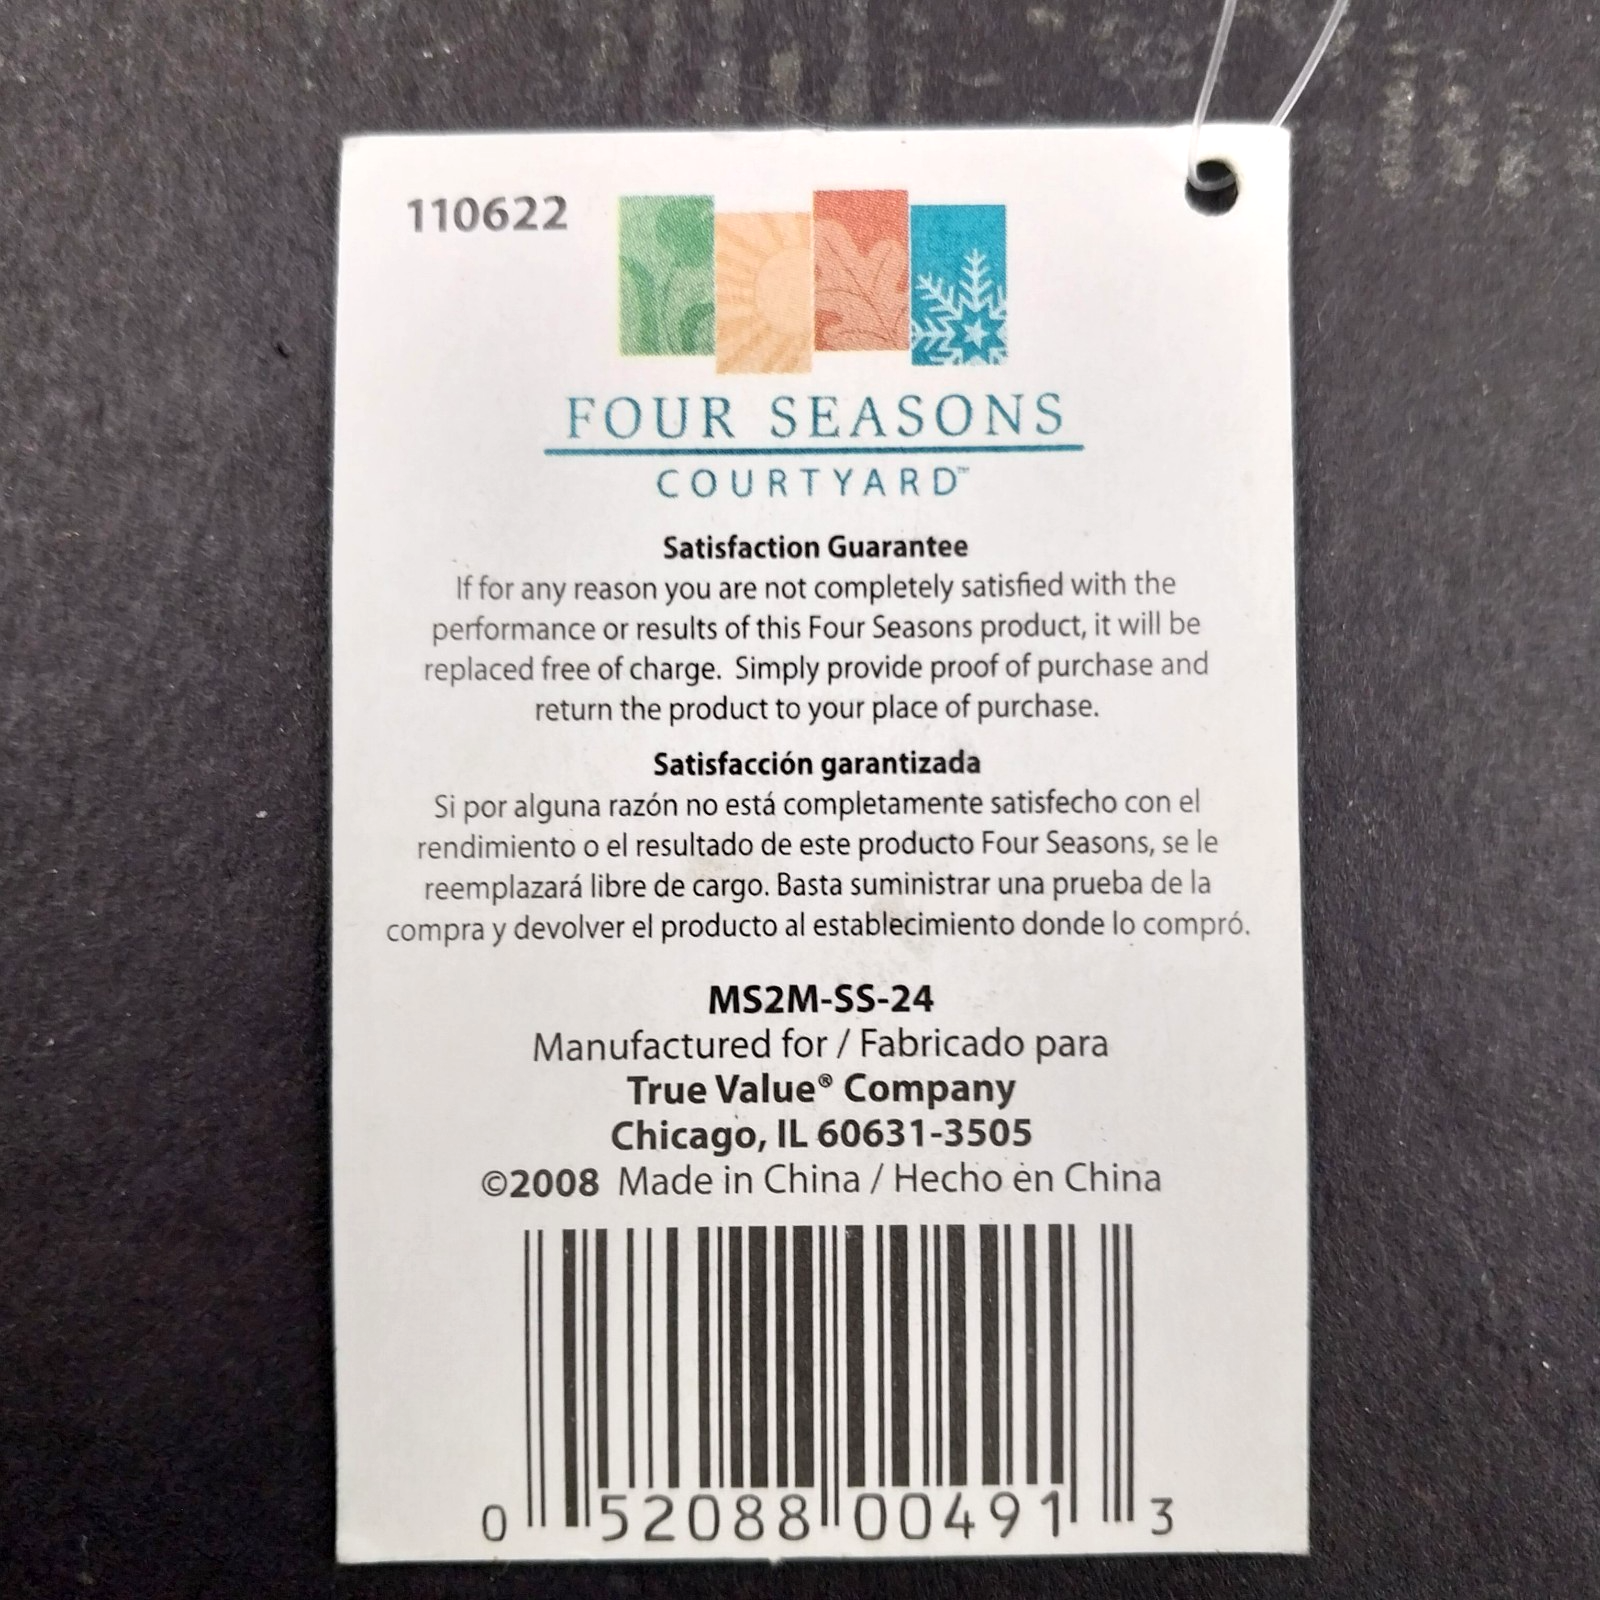 110622
FOUR SEASONS
COURTYARD™
Satisfaction Guarantee
If for any reason you are not completely satisfied with the
performance or results of this Four Seasons product, it will be
replaced free of charge. Simply provide proof of purchase and
return the product to your place of purchase.
Satisfacción garantizada
Si por alguna razón no está completamente satisfecho con el
rendimiento o el resultado de este producto Four Seasons, se le
reemplazará libre de cargo. Basta suministrar una prueba de la
compra y devolver el producto al establecimiento donde lo compró.
MS2M-SS-24
Manufactured for / Fabricado para
True Value® Company
Chicago, IL 60631-3505
©2008 Made in China / Hecho en China
0 52088 00491 3